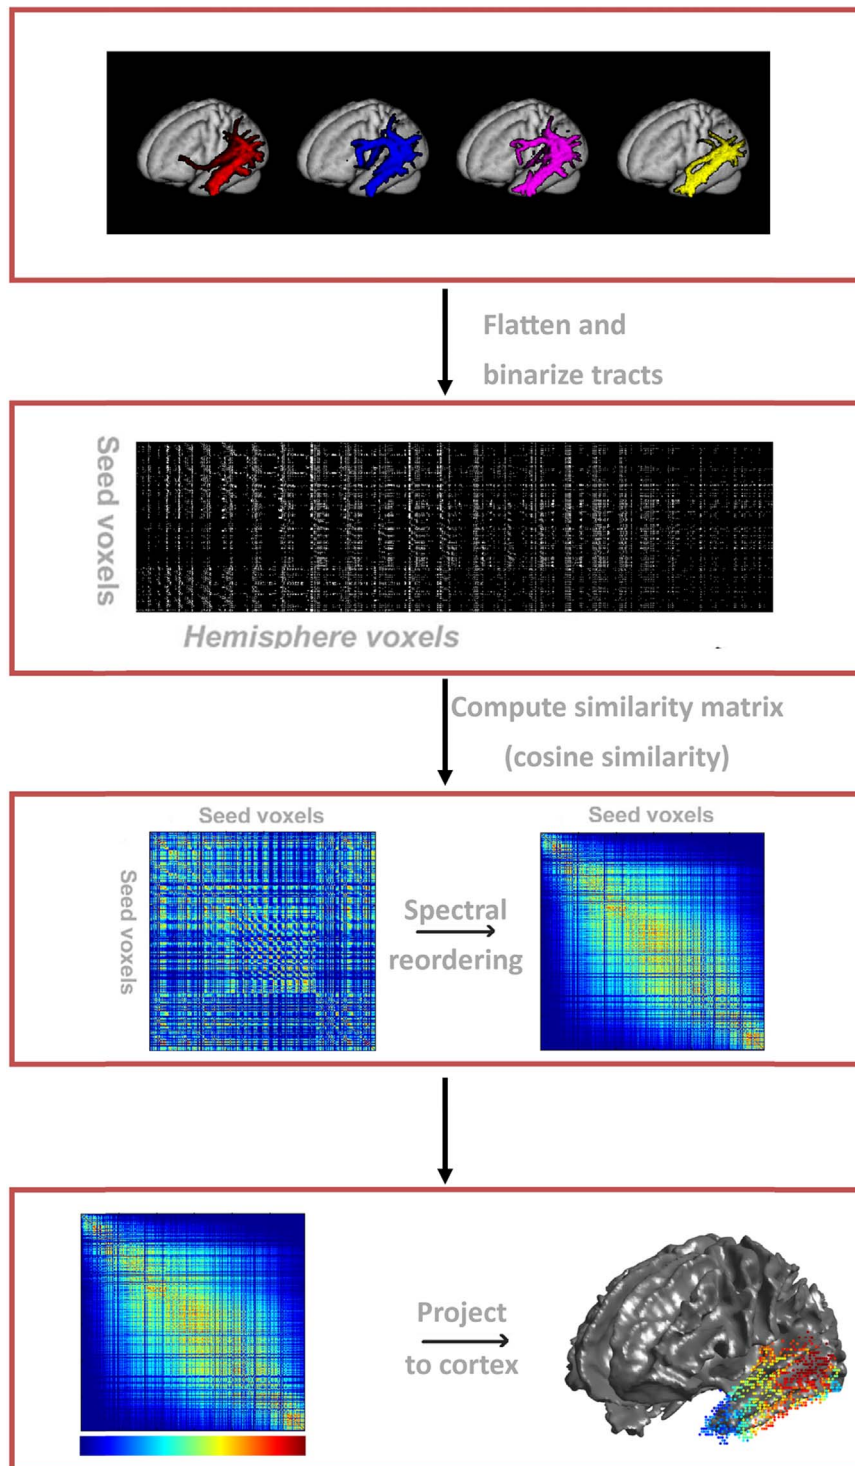 Flatten and
binarize tracts
Seed voxels
Hemisphere voxels
Compute similarity matrix
(cosine similarity)
Seed voxels
Seed voxels
Seed voxels
Spectral
reordering
Project
to cortex